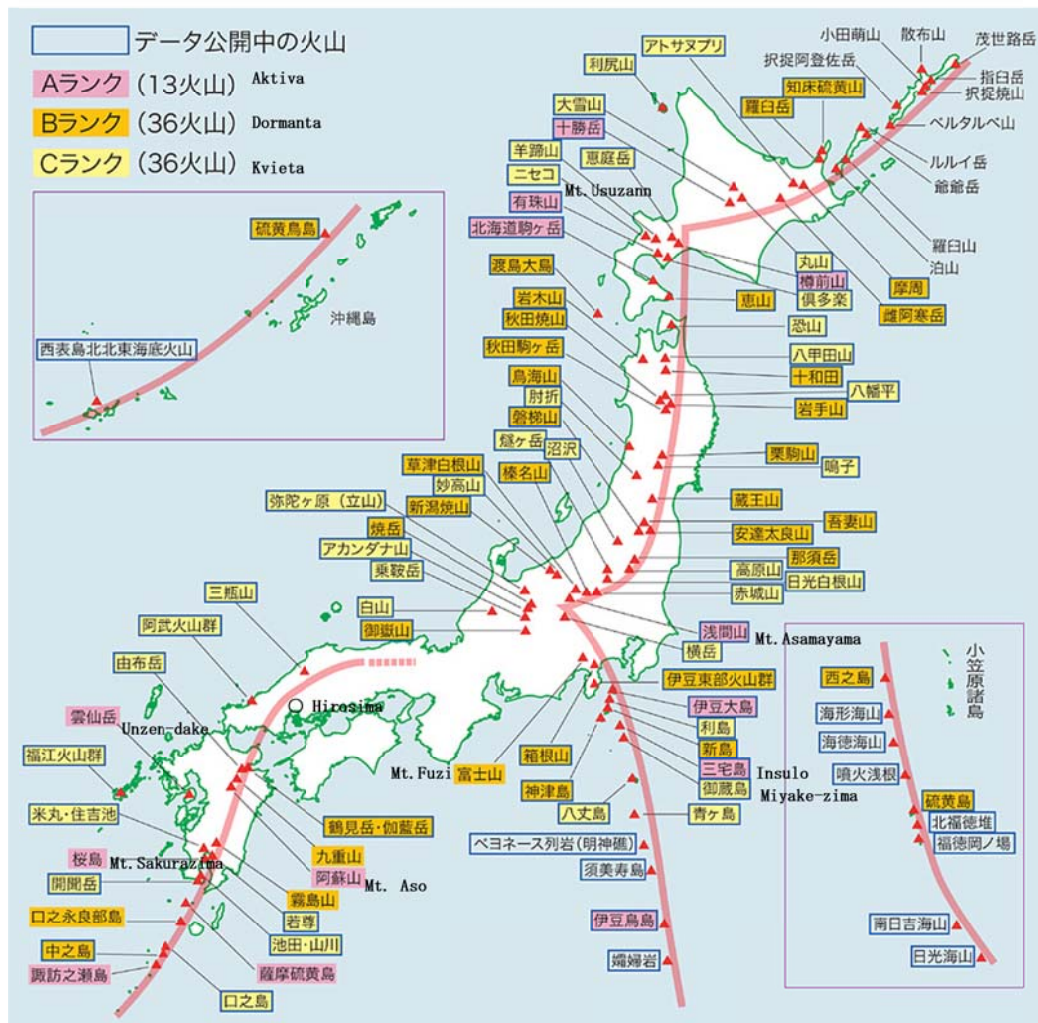 データ公開中の火山
Aランク (13火山) Aktiva
Bランク (36火山) Dormanta
Cランク (36火山) Kvieta
硫黄鳥島
沖縄島
西表島北北東海底火山
アトサヌプリ
利尻山
大雪山
十勝岳
羊蹄山
恵庭岳
ニセコ
Mt.Usuzann
有珠山
北海道駒ヶ岳
渡島大島
岩木山
秋田焼山
秋田駒ヶ岳
鳥海山
肘折
磐梯山
燧ヶ岳
沼沢
草津白根山
榛名山
妙高山
弥陀ヶ原（立山）
新潟焼山
焼岳
アカンダナ山
乗鞍岳
白山
御嶽山
小田萌山
散布山
茂世路岳
択捉阿登佐岳
指臼岳
択捉焼山
知床硫黄山
羅臼岳
ベルタルベ山
ルルイ岳
爺爺岳
羅臼山
泊山
摩周
雌阿寒岳
丸山
樽前山
倶多楽
恵山
恐山
八甲田山
十和田
八幡平
岩手山
栗駒山
鳴子
蔵王山
吾妻山
安達太良山
那須岳
高原山
日光白根山
赤城山
浅間山
Mt.Asamayama
横岳
伊豆東部火山群
伊豆大島
利島
新島
三宅島
Insulo
Miyake-zima
御蔵島
箱根山
Mt.Fuzi
富士山
神津島
八丈島
青ヶ島
ベヨネース列岩(明神礁)
須美寿島
伊豆鳥島
孀婦岩
三瓶山
阿武火山群
由布岳
雲仙岳
Unzen-dake
Hirosima
福江火山群
米丸・住吉池
桜島
Mt.Sakurazima
開聞岳
口之永良部島
中之島
諏訪之瀬島
鶴見岳・伽藍岳
九重山
阿蘇山
Mt. Aso
霧島山
若尊
池田・山川
薩摩硫黄島
口之島
小笠原諸島
西之島
海形海山
海徳海山
噴火浅根
硫黄島
北福徳堆
福徳岡ノ場
南日吉海山
日光海山